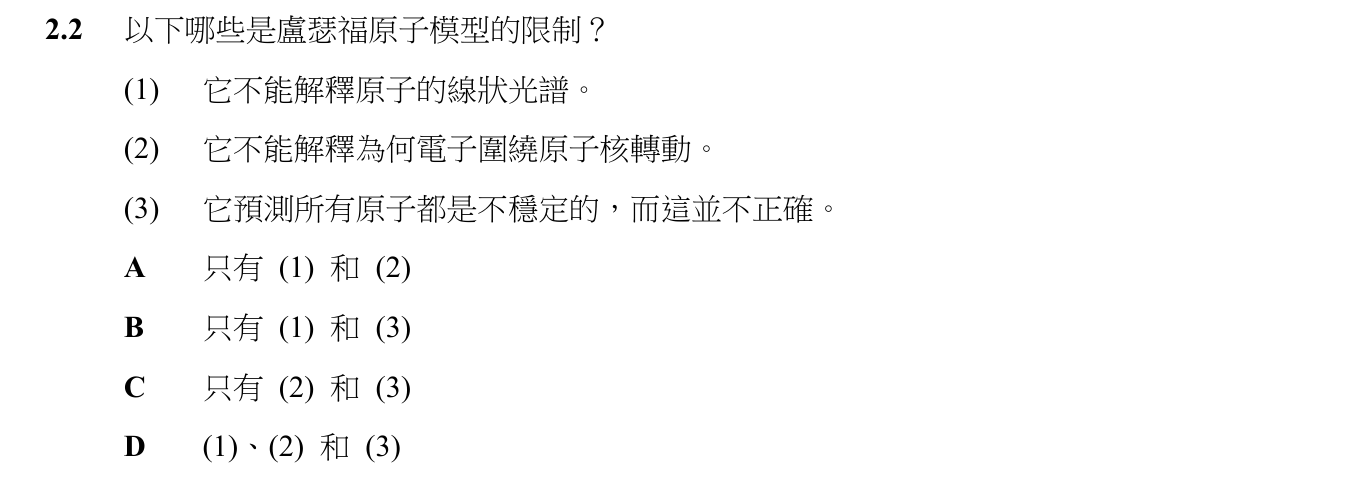 2.2 以下哪些是盧瑟福原子模型的限制？
(1) 它不能解釋原子的線狀光譜。
(2) 它不能解釋為何電子圍繞原子核轉動。
(3) 它預測所有原子都是不穩定的，而這並不正確。
A 只有 (1) 和 (2)
B 只有 (1) 和 (3)
C 只有 (2) 和 (3)
D (1)、(2) 和 (3)